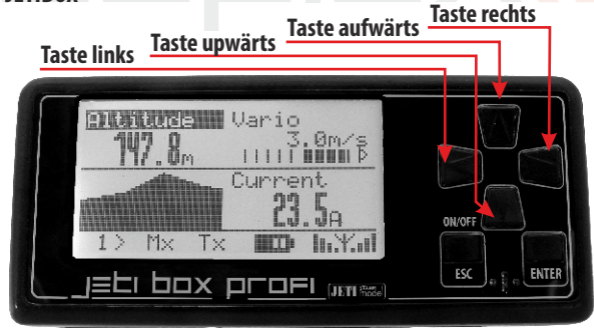 JETIBOX
Taste rechts
Taste aufwärts
Taste upwärts
Taste links
Altitude Vario
147.8m 3.0m/s
Current
23.5A
1> Mx Tx
ON/OFF
ESC ENTER
jeti box profi JETI